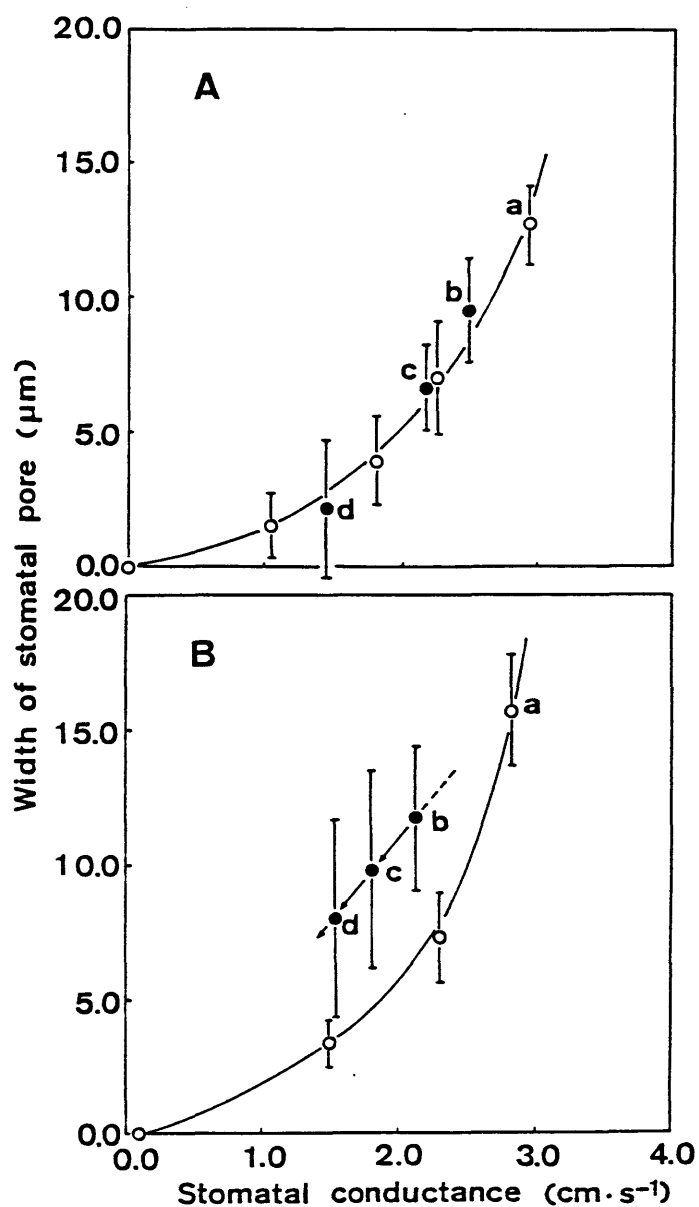 20.0
A
15.0
a
b
10.0
c
5.0
d
0.0
Width of stomatal pore (μm)
20.0
B
a
15.0
b
10.0
c
d
5.0
0.0
0.0 1.0 2.0 3.0 4.0
Stomatal conductance (cm·s⁻¹)